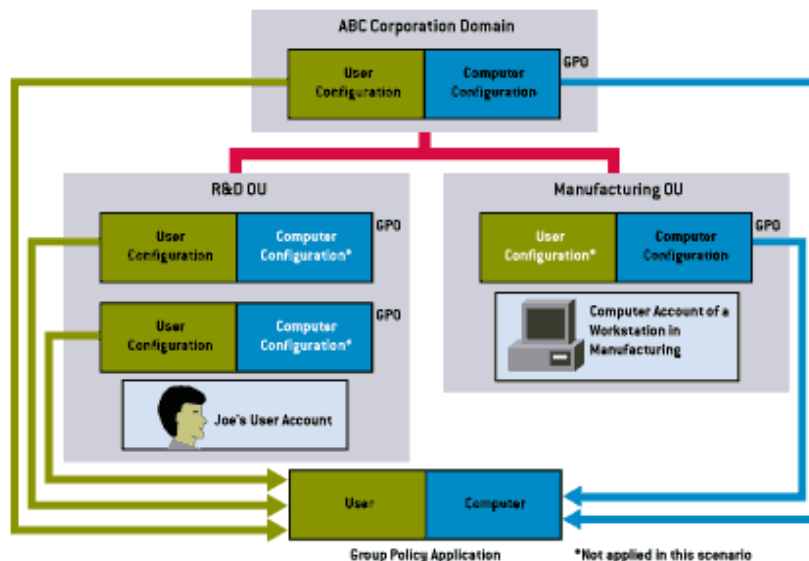 ABC Corporation Domain
User
Configuration
Computer
Configuration
GPO
R&D OU
User
Configuration
Computer
Configuration*
GPO
User
Configuration
Computer
Configuration*
GPO
Joe's User Account
Manufacturing OU
User
Configuration*
Computer
Configuration
GPO
Computer Account of a
Workstation in
Manufacturing
User
Computer
Group Policy Application
*Not applied in this scenario